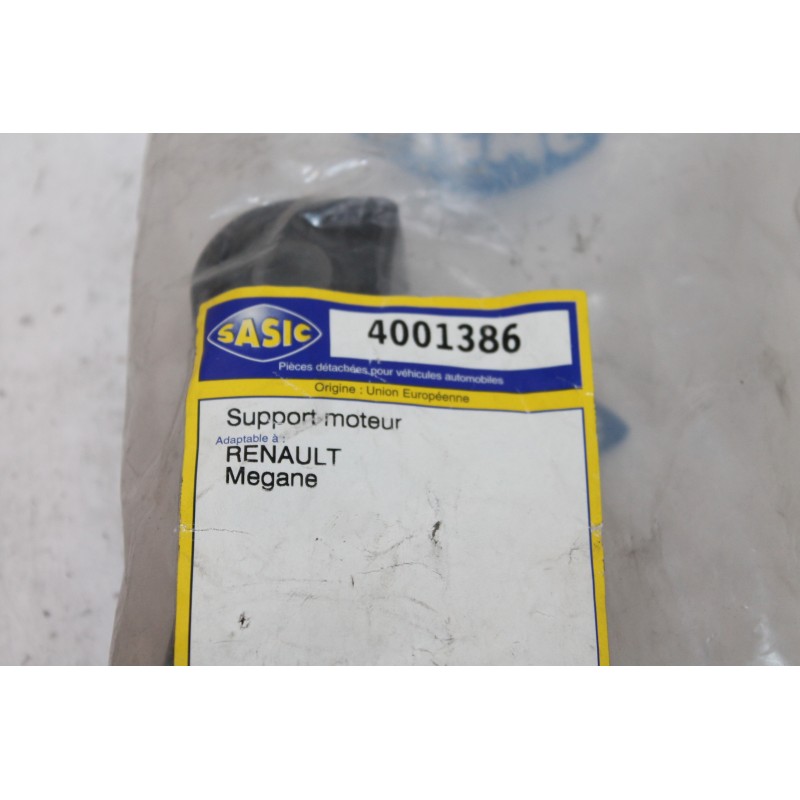 SASIC
4001386
Pièces détachées pour véhicules automobiles
Origine : Union Européenne
Support moteur
Adaptable à :
RENAULT
Megane